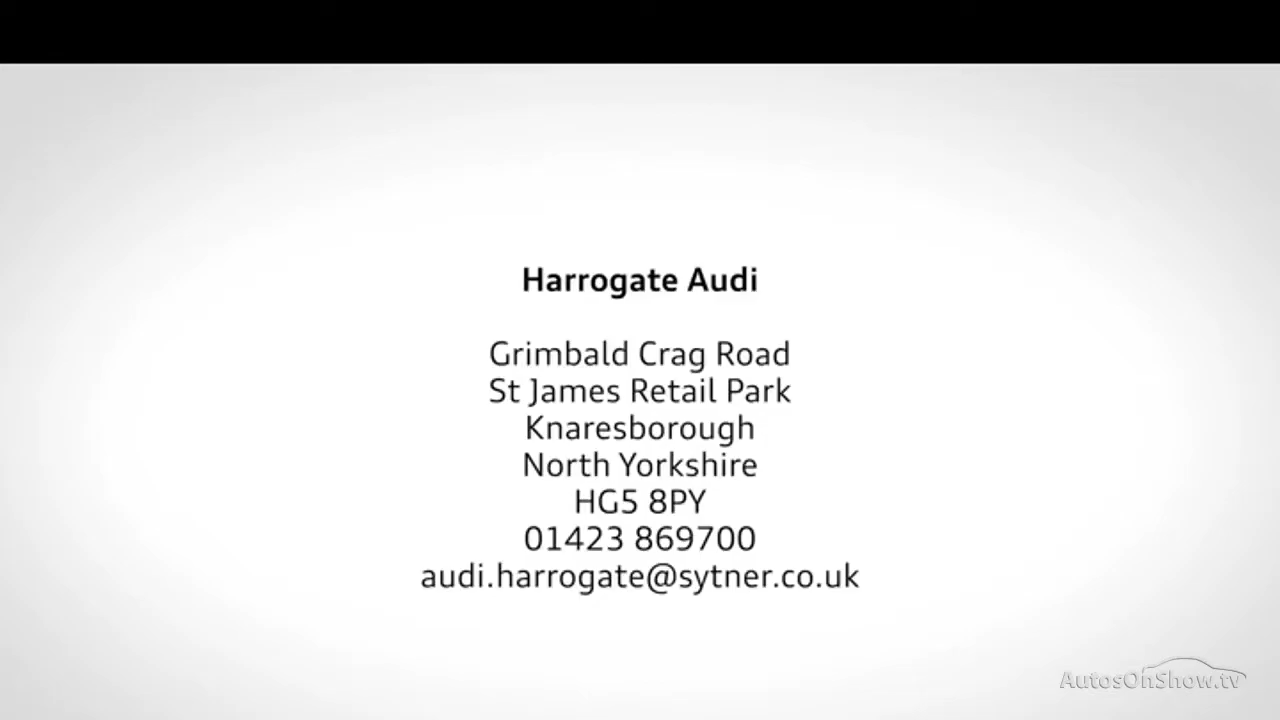 Harrogate Audi
Grimbald Crag Road
St James Retail Park
Knaresborough
North Yorkshire
HG5 8PY
01423 869700
audi.harrogate@sytner.co.uk
AutosOnShow.tv